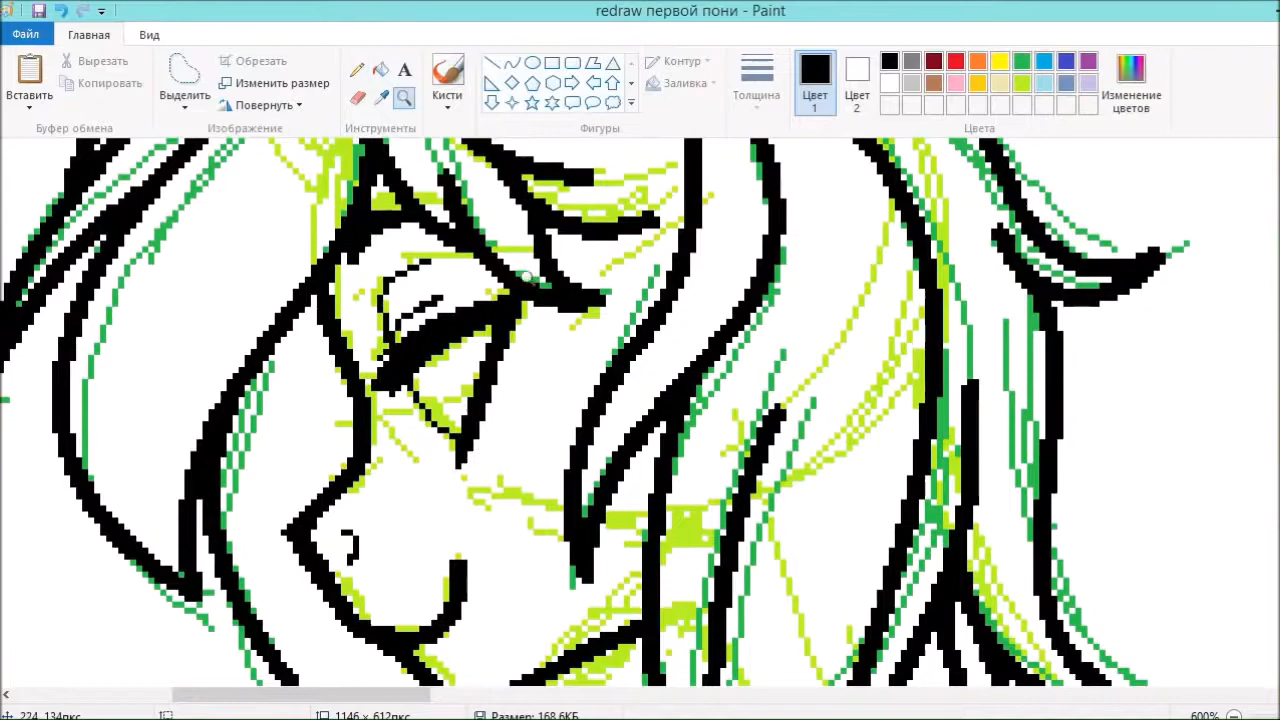 redraw первой пони - Paint
Файл Главная Вид
Вставить
Вырезать
Копировать
Буфер обмена
Выделить
Обрезать
Изменить размер
Повернуть
Изображение
A
Инструменты
Кисти
Контур
Заливка
Фигуры
Толщина
Цвет 1
Цвет 2
Изменение цветов
Цвета
224, 134пкс 1146 × 612пкс Размер: 168,6КБ 600%